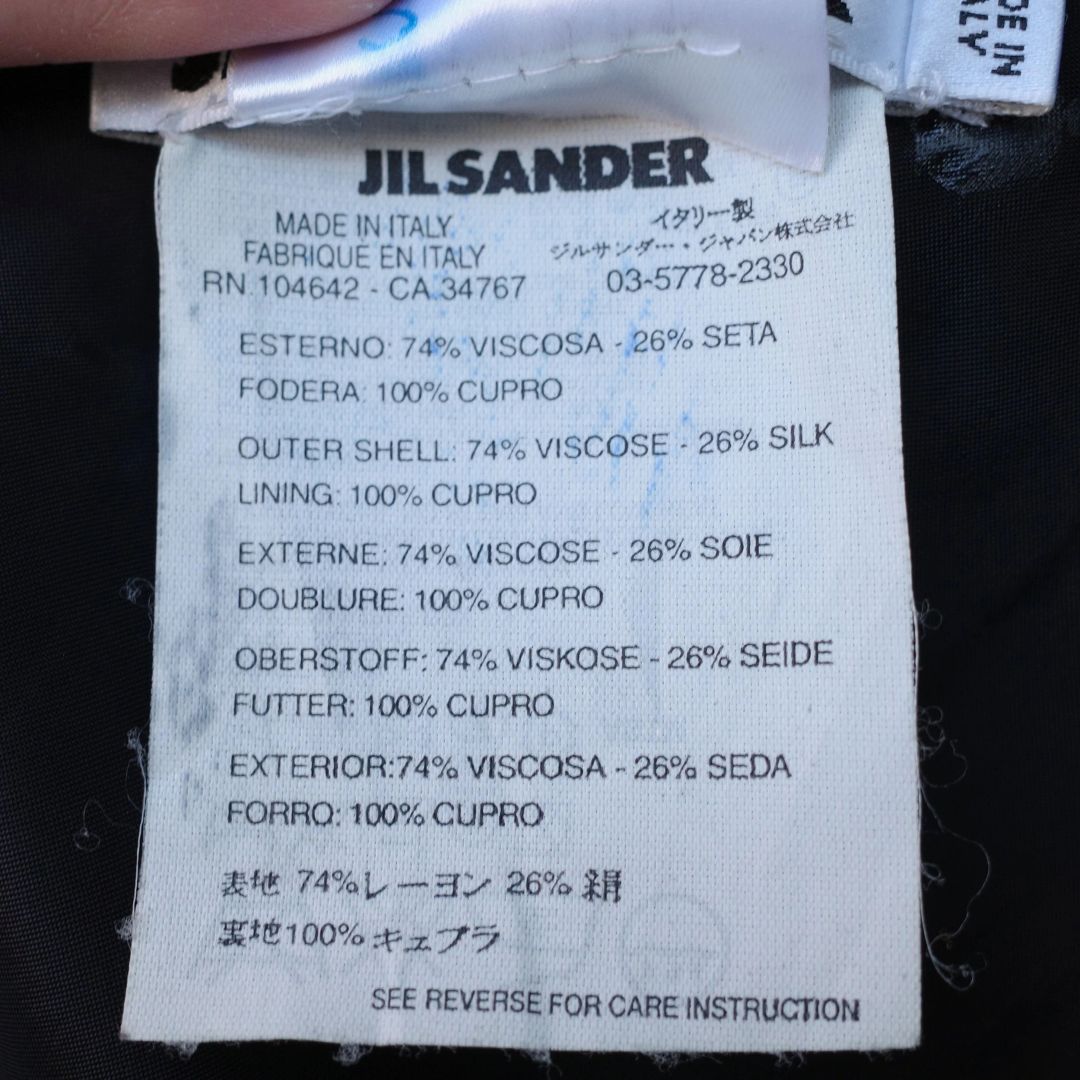 MADE IN
ITALY
JIL SANDER
MADE IN ITALY
FABRIQUE EN ITALY
RN 104642 - CA 34767
イタリー製
ジルサンダー・ジャパン株式会社
03-5778-2330
ESTERNO: 74% VISCOSA - 26% SETA
FODERA: 100% CUPRO
OUTER SHELL: 74% VISCOSE - 26% SILK
LINING: 100% CUPRO
EXTERNE: 74% VISCOSE - 26% SOIE
DOUBLURE: 100% CUPRO
OBERSTOFF: 74% VISKOSE - 26% SEIDE
FUTTER: 100% CUPRO
EXTERIOR:74% VISCOSA - 26% SEDA
FORRO: 100% CUPRO
表地 74%レーヨン 26% 絹
裏地100% キュプラ
SEE REVERSE FOR CARE INSTRUCTION